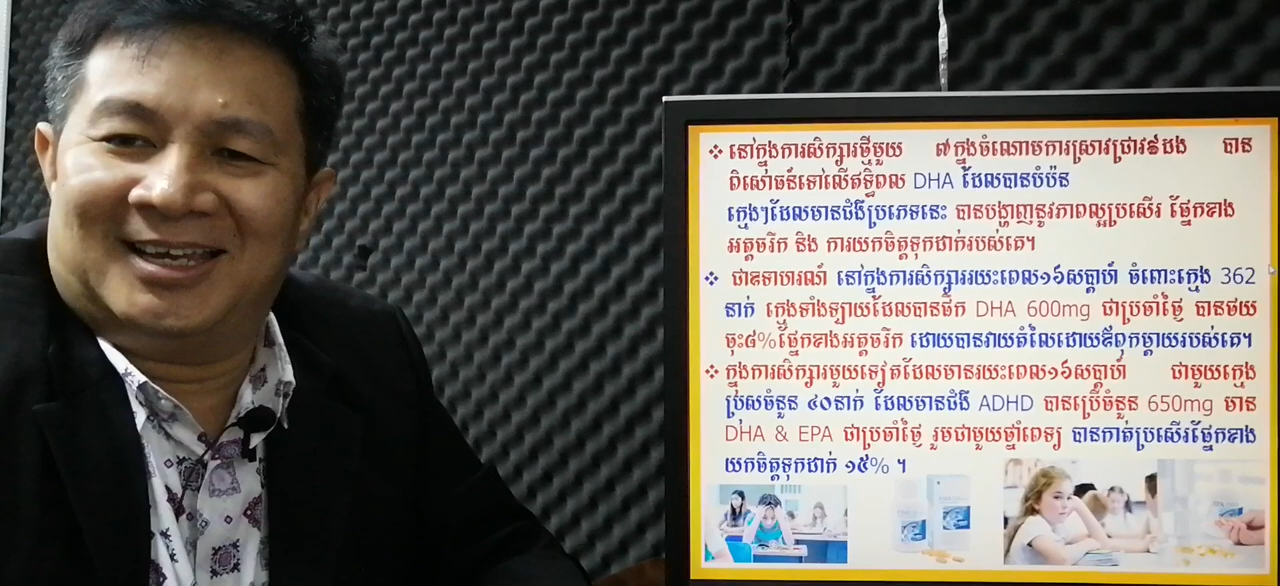 ❖ នៅក្នុងការសិក្សារថ្មីមួយ ៧ក្នុងចំណោមការស្រាវជ្រាវ៩ដង បាន
ពិសោធន៍ទៅលើឥទ្ធិពល DHA ដែលបានបំប៉ន
ក្មេងៗដែលមានជំងឺប្រភេទនេះ បានបង្ហាញនូវភាពល្អប្រសើរ ផ្នែកខាង
អត្តចរឹក និង ការយកចិត្តទុកដាក់របស់គេ។
❖ ជាឧទាហរណ៍ នៅក្នុងការសិក្សាររយះពេល១៦សប្តាហ៍ ចំពោះក្មេង 362
នាក់ ក្មេងទាំងឡាយដែលបានផឹក DHA 600mg ជាប្រចាំថ្ងៃ បានថយ
ចុះ៨%ផ្នែកខាងអត្តចរឹក ដោយបានវាយតំលៃដោយឪពុកម្តាយរបស់គេ។
❖ ក្នុងការសិក្សារមួយទៀតដែលមានរយះពេល១៦សប្តាហ៍ ជាមួយក្មេង
ប្រុសចំនួន ៤០នាក់ ដែលមានជំងឺ ADHD បានប្រើចំនួន 650mg មាន
DHA & EPA ជាប្រចាំថ្ងៃ រួមជាមួយថ្នាំពេទ្យ បានកាត់ប្រសើរផ្នែកខាង
យកចិត្តទុកដាក់ ១៥% ។